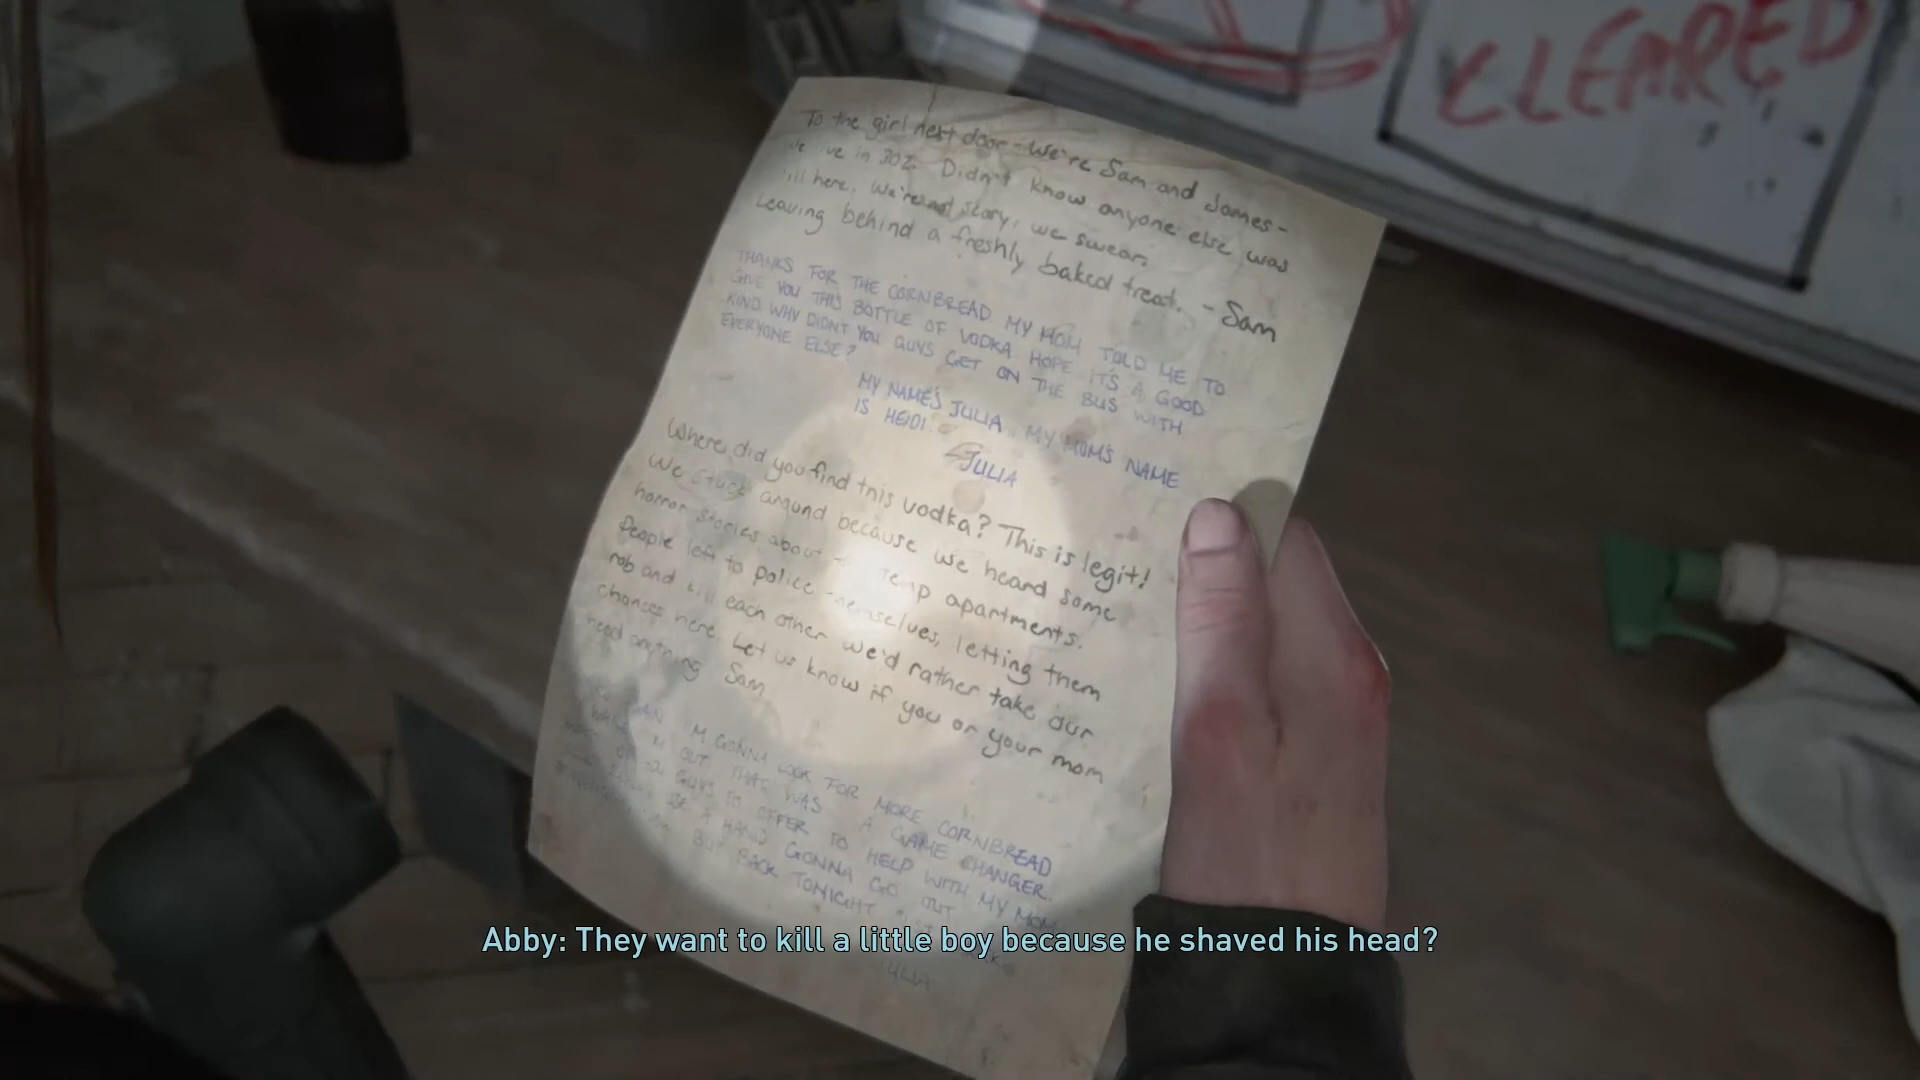 CLEARED
To the girl next door - We're Sam and James -
live in 302. Didn't know anyone else was
still here. We're not scary, we swear.
Leaving behind a freshly baked treat. - Sam
THANKS FOR THE CORNBREAD MY MOM TOLD ME TO
GIVE YOU THIS BOTTLE OF VODKA HOPE IT'S A GOOD
KIND. WHY DIDN'T YOU GUYS GET ON THE BUS WITH
EVERYONE ELSE?
MY NAME'S JULIA. MY MOM'S NAME
IS HEIDI.
JULIA
Where did you find this vodka? This is legit!
We stuck around because we heard some
horror stories about temp apartments.
People left to police themselves, letting them
rob and kill each other we'd rather take our
chances here. Let us know if you or your mom
need anything Sam
M GONNA LOOK FOR MORE CORNBREAD
M OUT. THAT WAS A GAME CHANGER.
GUYS TO OFFER TO HELP WITH MY MOM
A HAND GONNA GO OUT
BUT BACK TONIGHT
JULIA
Abby: They want to kill a little boy because he shaved his head?